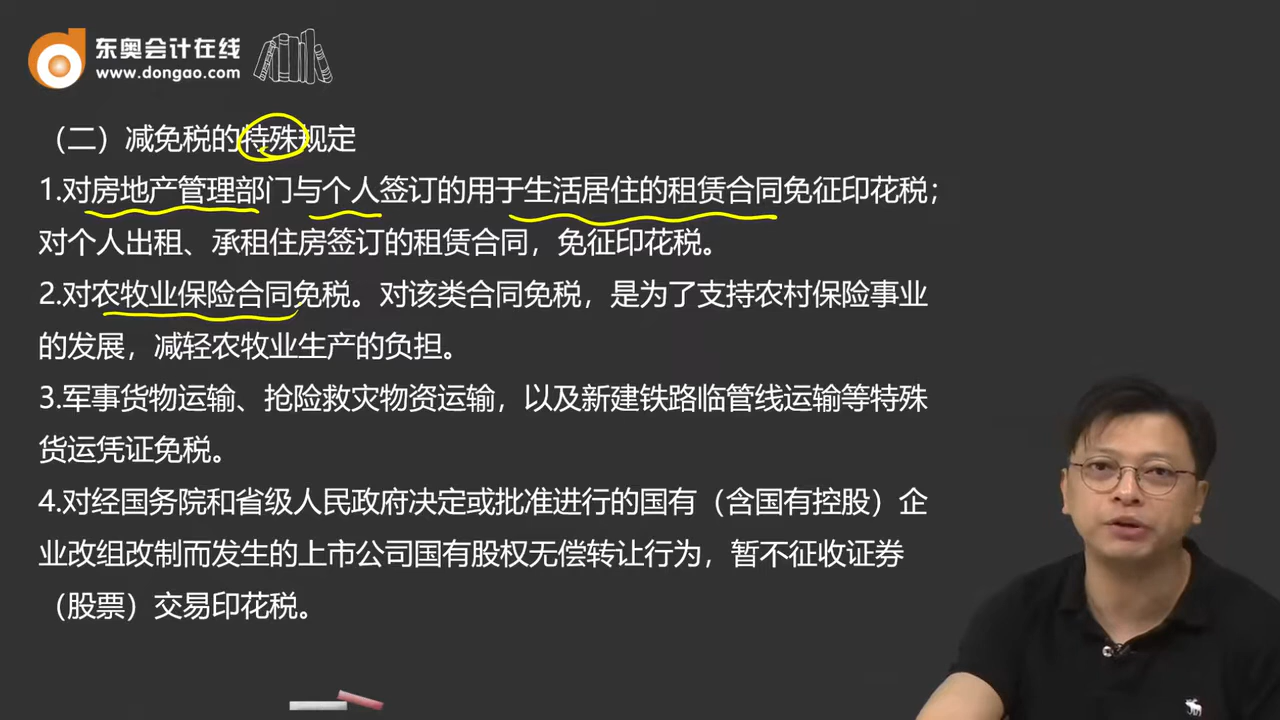 东奥会计在线
www.dongao.com
（二）减免税的特殊规定
1.对房地产管理部门与个人签订的用于生活居住的租赁合同免征印花税；
对个人出租、承租住房签订的租赁合同，免征印花税。
2.对农牧业保险合同免税。对该类合同免税，是为了支持农村保险事业
的发展，减轻农牧业生产的负担。
3.军事货物运输、抢险救灾物资运输，以及新建铁路临管线运输等特殊
货运凭证免税。
4.对经国务院和省级人民政府决定或批准进行的国有（含国有控股）企
业改组改制而发生的上市公司国有股权无偿转让行为，暂不征收证券
（股票）交易印花税。